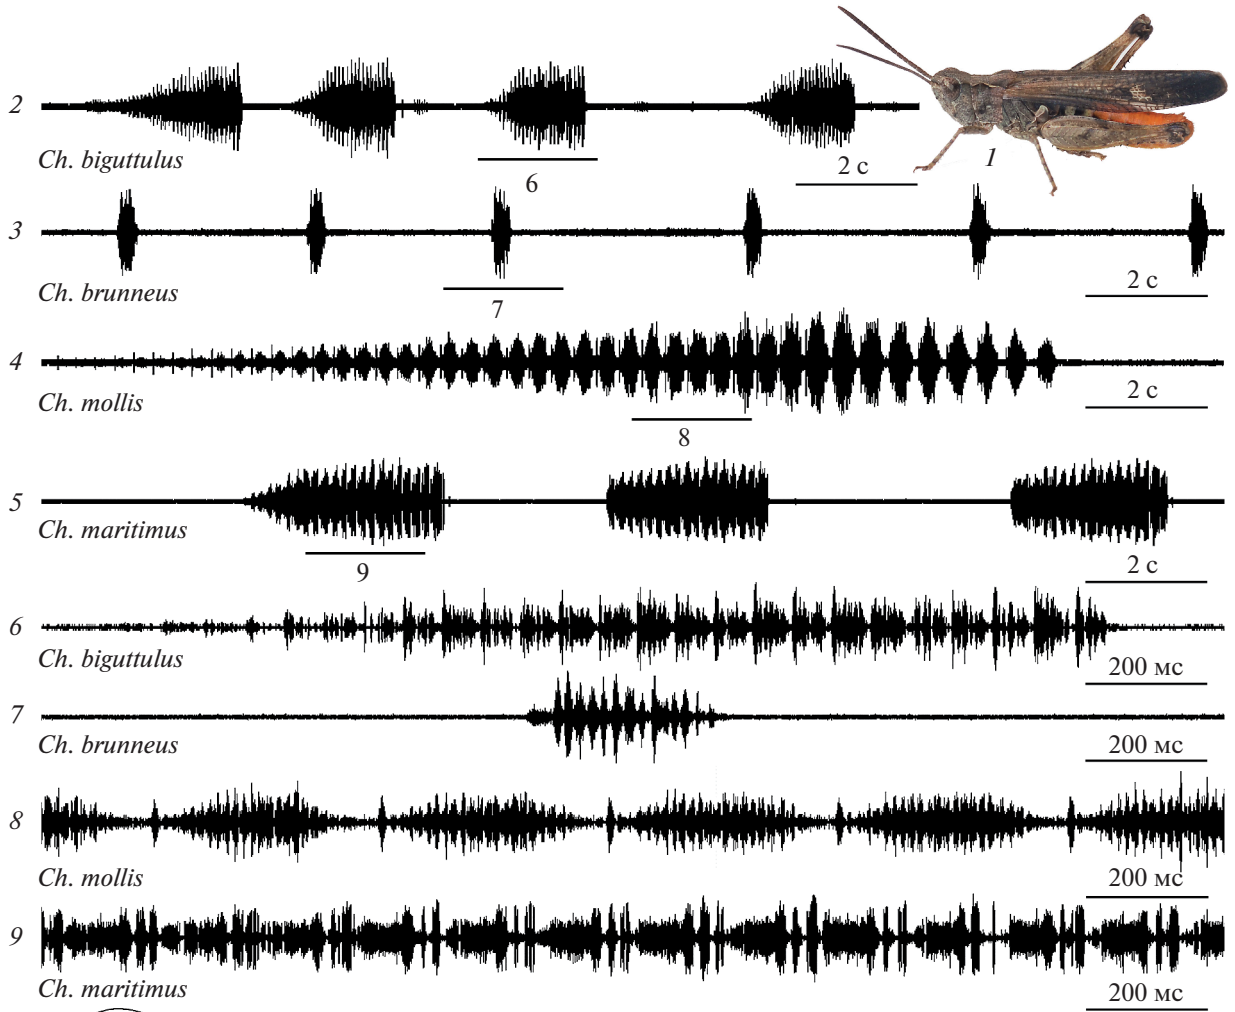 2
Ch. biguttulus
6
2 с
1
3
Ch. brunneus
7
2 с
4
Ch. mollis
8
2 с
5
Ch. maritimus
9
2 с
6
Ch. biguttulus
200 мс
7
Ch. brunneus
200 мс
8
Ch. mollis
200 мс
9
Ch. maritimus
200 мс